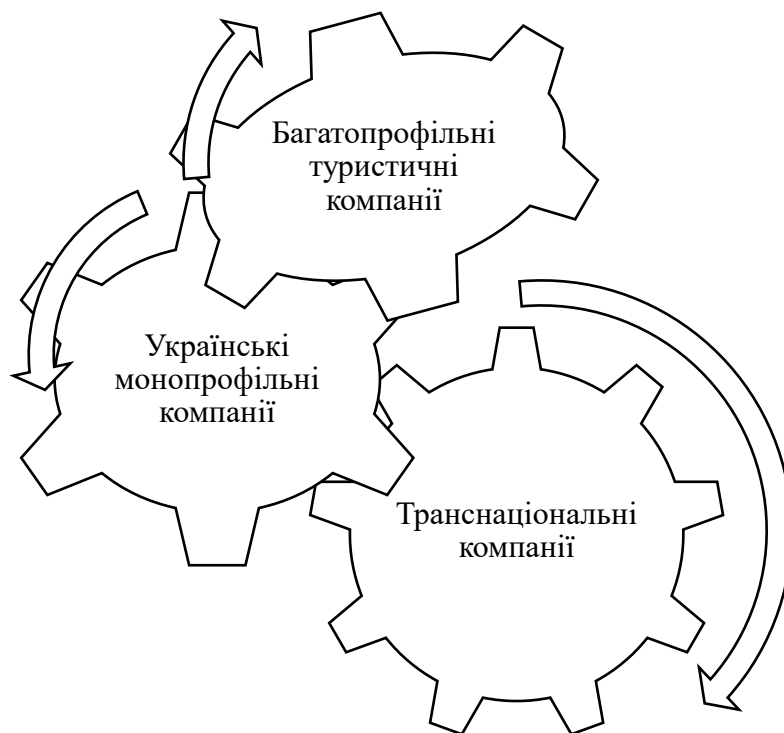 Багатопрофільні
туристичні
компанії
Українські
монопрофільні
компанії
Транснаціональні
компанії